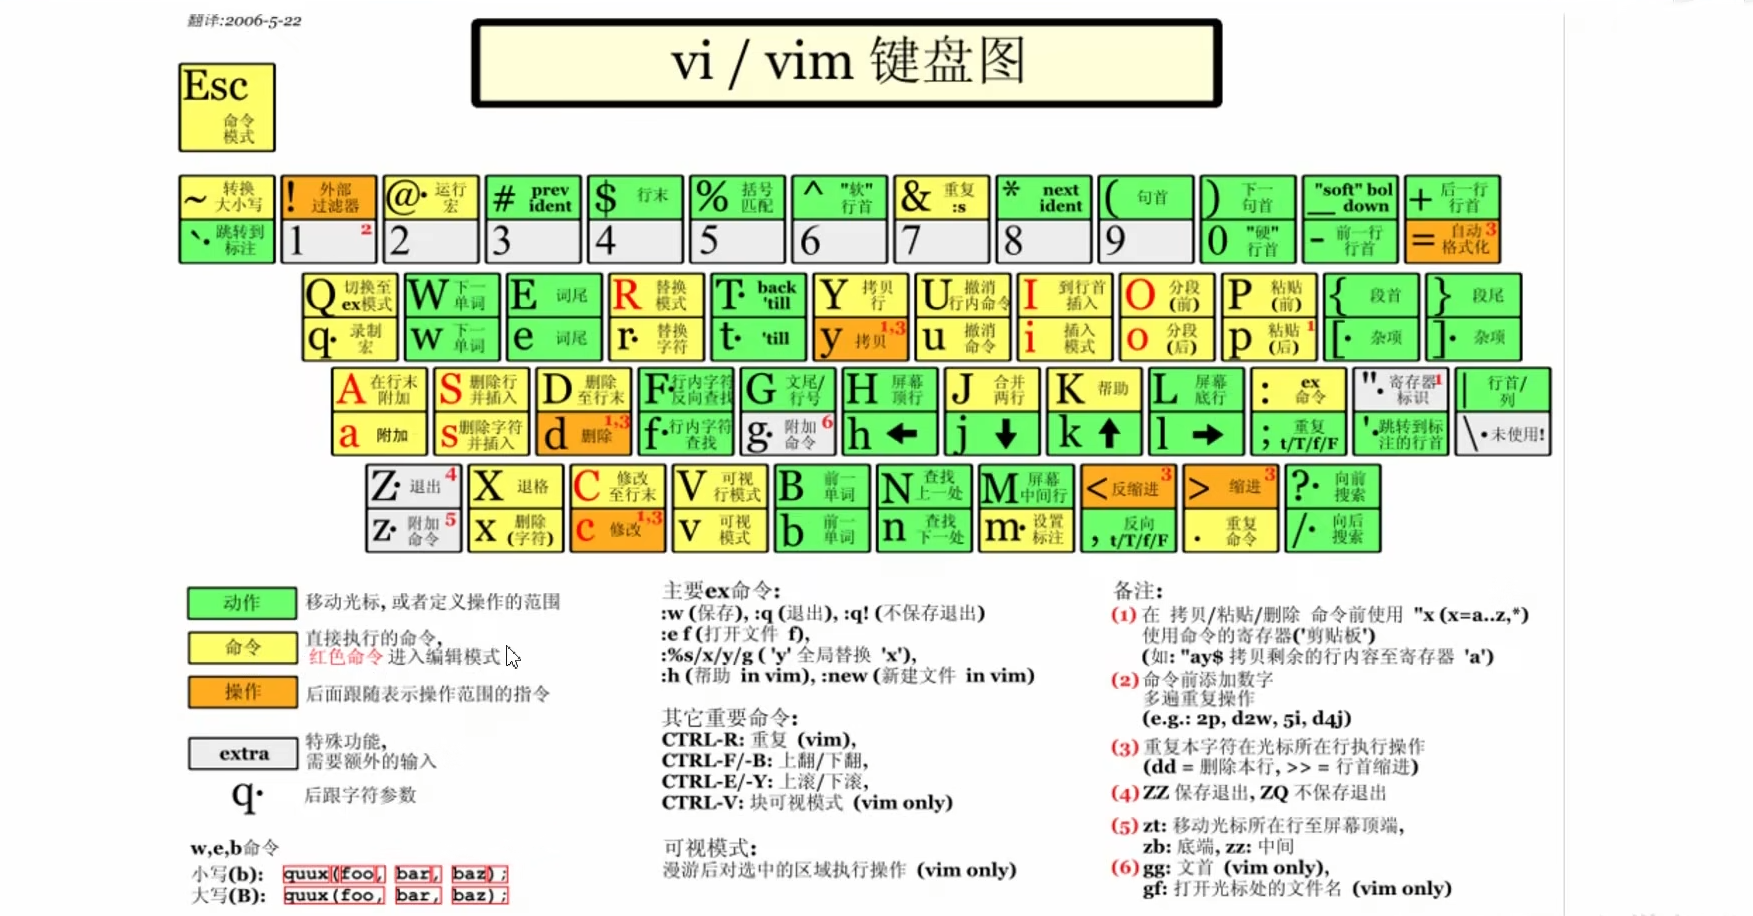 翻译:2006-5-22
vi / vim 键盘图
Esc
命令
模式
~ 转换
大小写
! 外部
过滤器
@· 运行
宏
# prev
ident
$ 行末
% 括号
匹配
^ "软"
行首
& 重复
:s
* next
ident
( 句首
) 下一
句首
"soft" bol
_ down
+ 后一行
行首
`· 跳转到
标注
1 2
2
3
4
5
6
7
8
9
0 "硬"
行首
- 前一行
行首
= 自动 3
格式化
Q 切换至
ex模式
W 下一
单词
E 词尾
R 替换
模式
T· back
'till
Y 拷贝
行
U 撤消
行内命令
I 到行首
插入
O 分段
(前)
P 粘贴
(前)
{ 段首
} 段尾
q· 录制
宏
w 下一
单词
e 词尾
r· 替换
字符
t· 'till
y 拷贝 1,3
u 撤消
命令
i 插入
模式
o 分段
(后)
p 粘贴 1
(后)
[· 杂项
]· 杂项
A 在行末
附加
S 删除行
并插入
D 删除
至行末
F· 行内字符
反向查找
G 文尾/
行号
H 屏幕
顶行
J 合并
两行
K 帮助
L 屏幕
底行
: ex
命令
"· 寄存器 1
标识
| 行首/
列
a 附加
s 删除字符
并插入
d 删除 1,3
f· 行内字符
查找
g· 附加 6
命令
h ←
j ↓
k ↑
l →
; 重复
t/T/f/F
'· 跳转到标
注的行首
\· 未使用!
Z· 退出 4
X 退格
C 修改
至行末
V 可视
行模式
B 前一
单词
N 查找
上一处
M 屏幕
中间行
< 反缩进 3
> 缩进 3
?· 向前
搜索
z· 附加 5
命令
x 删除
(字符)
c 修改 1,3
v 可视
模式
b 前一
单词
n 查找
下一处
m· 设置
标注
, 反向
t/T/f/F
. 重复
命令
/· 向后
搜索
动作 移动光标, 或者定义操作的范围
命令 直接执行的命令,
红色命令 进入编辑模式
操作 后面跟随表示操作范围的指令
extra 特殊功能,
需要额外的输入
q· 后跟字符参数
w,e,b命令
小写(b): quux(foo, bar, baz);
大写(B): quux(foo, bar, baz);
主要ex命令:
:w (保存), :q (退出), :q! (不保存退出)
:e f (打开文件 f),
:%s/x/y/g ( 'y' 全局替换 'x'),
:h (帮助 in vim), :new (新建文件 in vim)
其它重要命令:
CTRL-R: 重复 (vim),
CTRL-F/-B: 上翻/下翻,
CTRL-E/-Y: 上滚/下滚,
CTRL-V: 块可视模式 (vim only)
可视模式:
漫游后对选中的区域执行操作 (vim only)
备注:
(1) 在 拷贝/粘贴/删除 命令前使用 "x (x=a..z,*)
使用命令的寄存器('剪贴板')
(如: "ay$ 拷贝剩余的行内容至寄存器 'a')
(2) 命令前添加数字
多遍重复操作
(e.g.: 2p, d2w, 5i, d4j)
(3) 重复本字符在光标所在行执行操作
(dd = 删除本行, >> = 行首缩进)
(4) ZZ 保存退出, ZQ 不保存退出
(5) zt: 移动光标所在行至屏幕顶端,
zb: 底端, zz: 中间
(6) gg: 文首 (vim only),
gf: 打开光标处的文件名 (vim only)